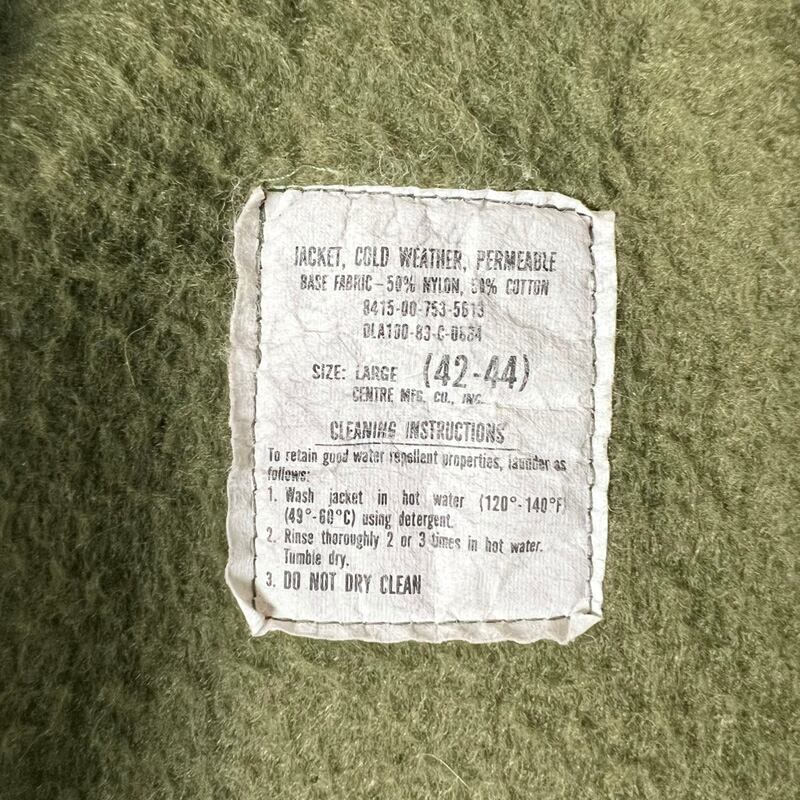 JACKET, COLD WEATHER, PERMEABLE
BASE FABRIC - 50% NYLON, 50% COTTON
8415-00-753-5613
DLA100-83-C-0634
SIZE: LARGE (42-44)
CENTRE MFG. CO., INC.
CLEANING INSTRUCTIONS
To retain good water repellent properties, launder as
follows:
1. Wash jacket in hot water (120°-140°F)
(49°-60°C) using detergent.
2. Rinse thoroughly 2 or 3 times in hot water.
Tumble dry.
3. DO NOT DRY CLEAN